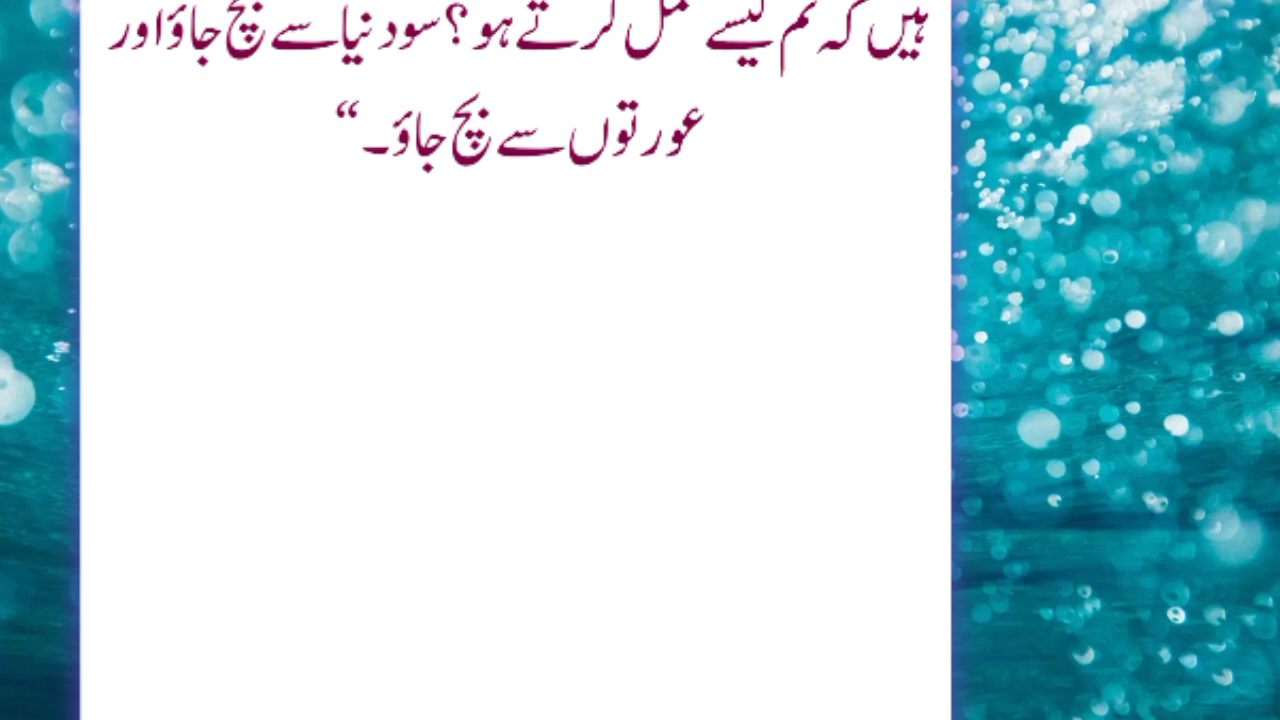 ہیں کہ تم کیسے عمل کرتے ہو؟ سو دنیا سے بچ جاؤ اور
عورتوں سے بچ جاؤ۔“